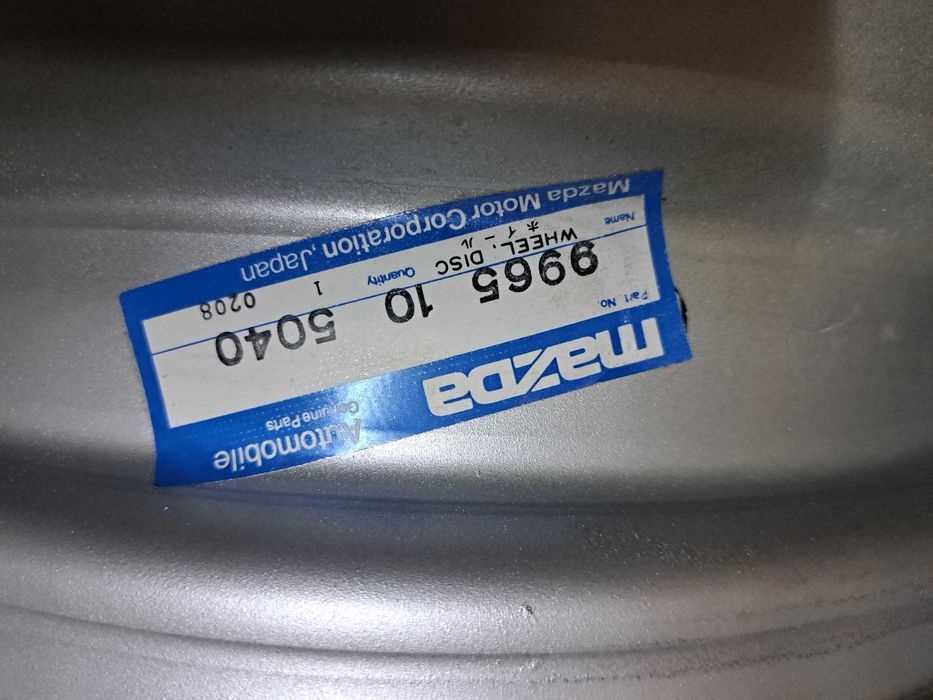 mazda
Automobile
Genuine Parts
Part No.
9965 10 5040
Name
WHEEL, DISC
ホイール
Quantity
1
0208
Mazda Motor Corporation, Japan